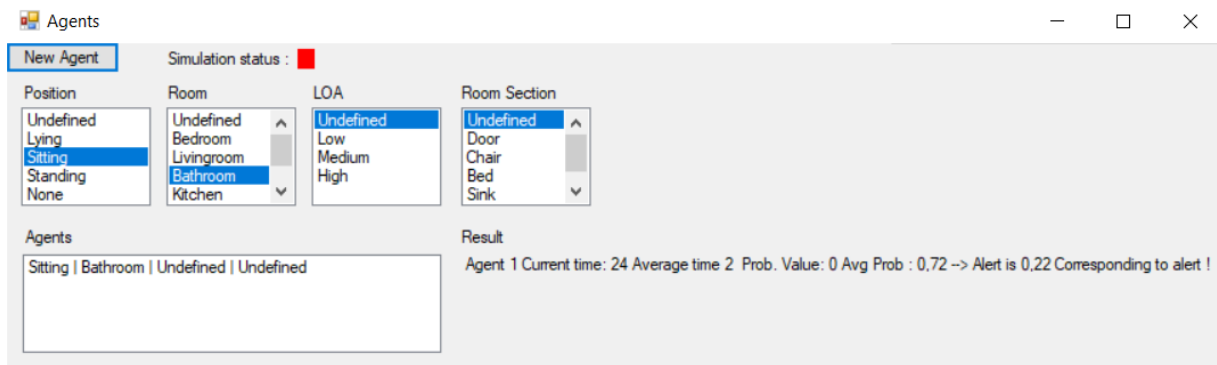 Agents
New Agent
Simulation status :
Position
Room
LOA
Room Section
Undefined
Lying
Sitting
Standing
None
Undefined
Bedroom
Livingroom
Bathroom
Kitchen
Undefined
Low
Medium
High
Undefined
Door
Chair
Bed
Sink
Agents
Sitting | Bathroom | Undefined | Undefined
Result
Agent 1 Current time: 24 Average time 2 Prob. Value: 0 Avg Prob : 0,72 --> Alert is 0,22 Corresponding to alert !